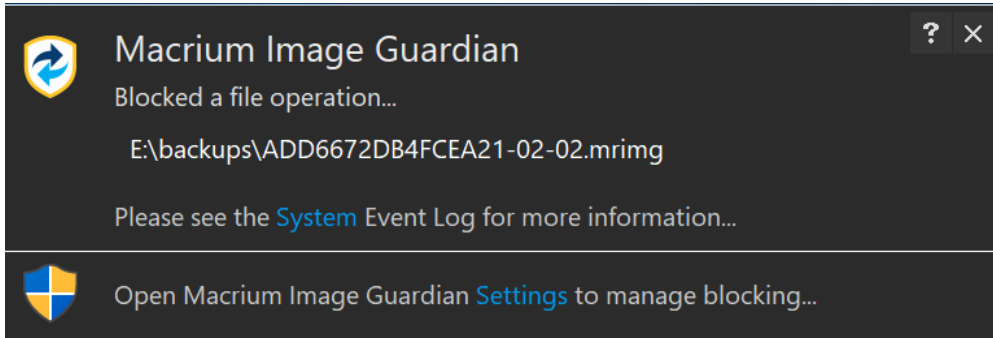 Macrium Image Guardian
Blocked a file operation...
E:\backups\ADD6672DB4FCEA21-02-02.mrimg
Please see the System Event Log for more information...
Open Macrium Image Guardian Settings to manage blocking...
?